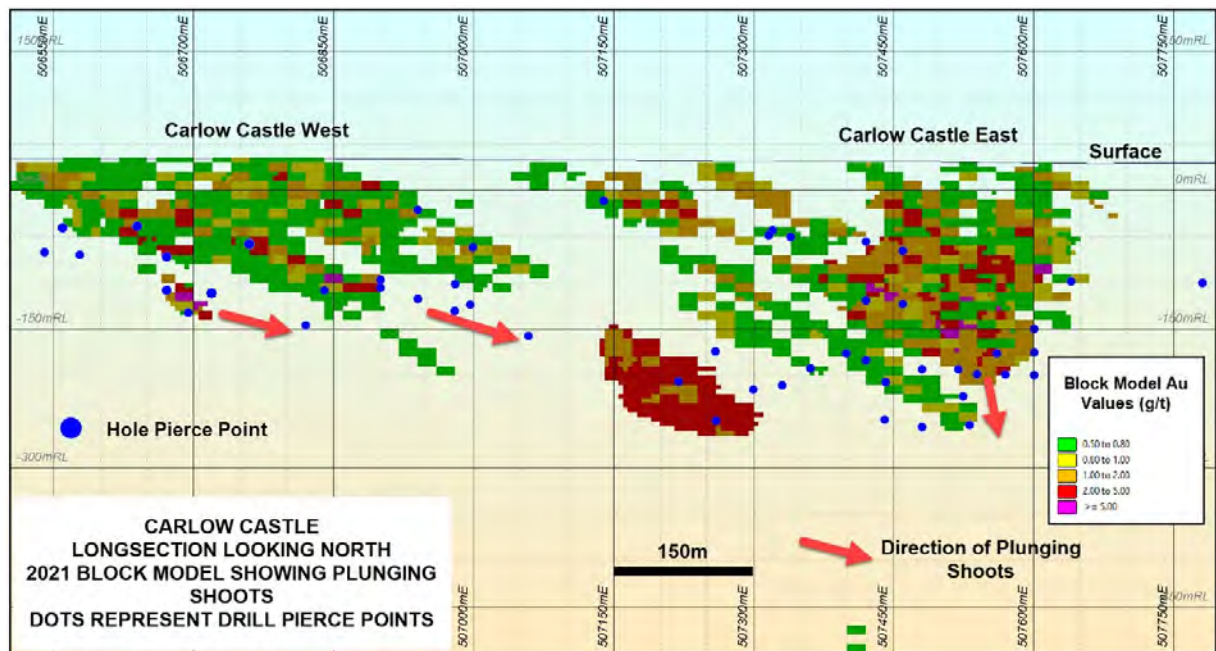 506550mE
506700mE
506850mE
507000mE
507150mE
507300mE
507450mE
507600mE
507750mE
150mRL
150mRL
Carlow Castle West
Carlow Castle East
Surface
0mRL
0mRL
-150mRL
-150mRL
Block Model Au
Values (g/t)
0.50 to 0.80
0.80 to 1.00
1.00 to 2.00
2.00 to 5.00
>= 5.00
Hole Pierce Point
-300mRL
CARLOW CASTLE
LONGSECTION LOOKING NORTH
2021 BLOCK MODEL SHOWING PLUNGING
SHOOTS
DOTS REPRESENT DRILL PIERCE POINTS
150m
Direction of Plunging
Shoots
507000mE
507150mE
507300mE
507450mE
507600mE
507750mE